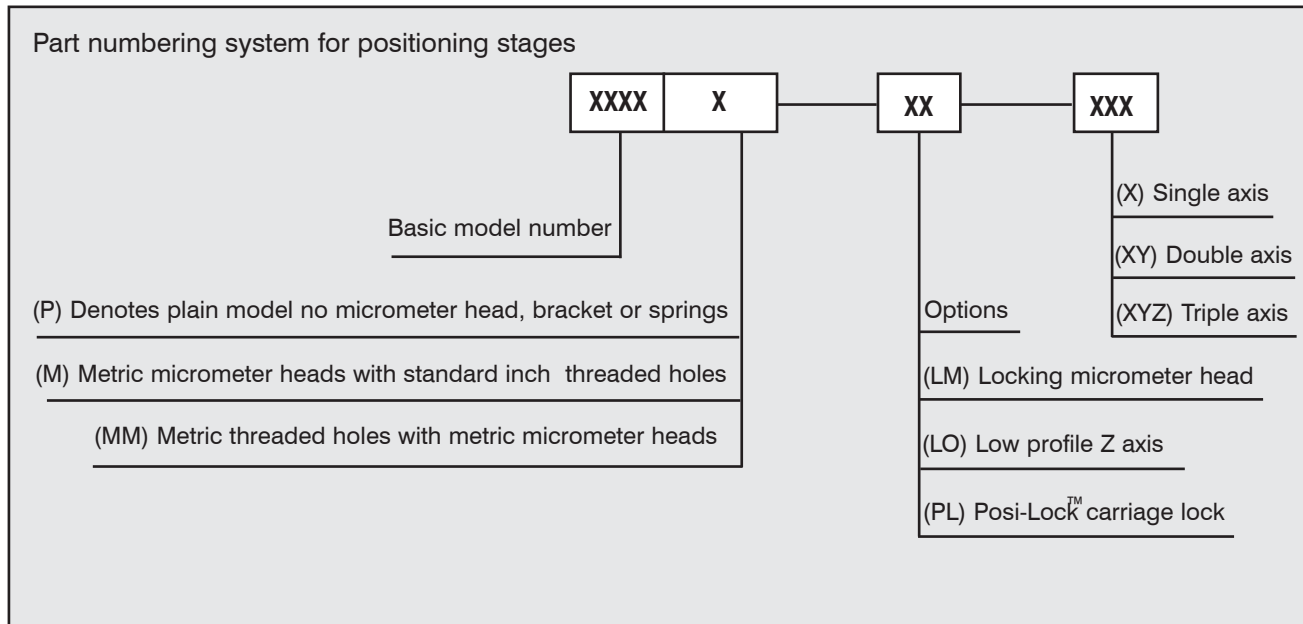 Part numbering system for positioning stages
XXXX X XX XXX
(X) Single axis
Basic model number
(XY) Double axis
(P) Denotes plain model no micrometer head, bracket or springs
Options
(XYZ) Triple axis
(M) Metric micrometer heads with standard inch threaded holes
(LM) Locking micrometer head
(MM) Metric threaded holes with metric micrometer heads
(LO) Low profile Z axis
(PL) Posi-Lock™ carriage lock